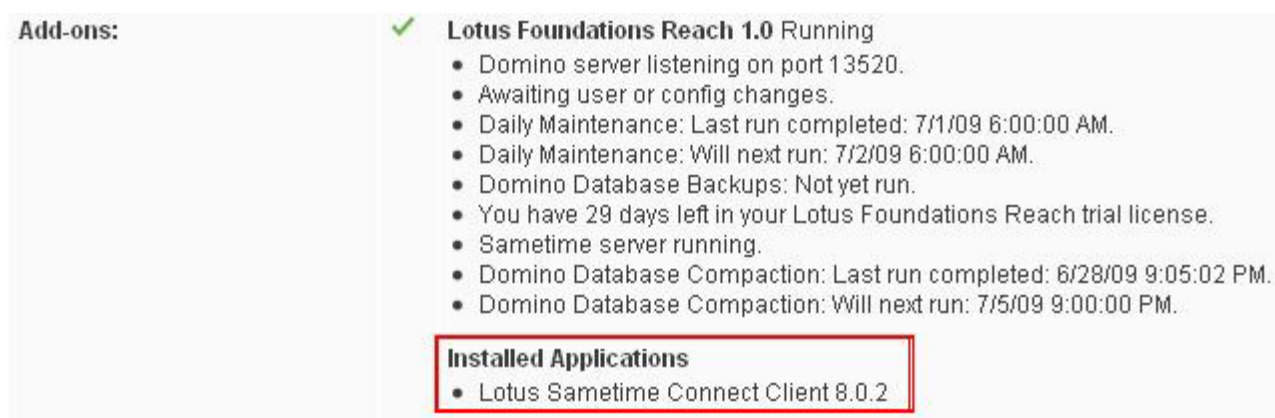 Add-ons:
Lotus Foundations Reach 1.0 Running
• Domino server listening on port 13520.
• Awaiting user or config changes.
• Daily Maintenance: Last run completed: 7/1/09 6:00:00 AM.
• Daily Maintenance: Will next run: 7/2/09 6:00:00 AM.
• Domino Database Backups: Not yet run.
• You have 29 days left in your Lotus Foundations Reach trial license.
• Sametime server running.
• Domino Database Compaction: Last run completed: 6/28/09 9:05:02 PM.
• Domino Database Compaction: Will next run: 7/5/09 9:00:00 PM.
Installed Applications
• Lotus Sametime Connect Client 8.0.2